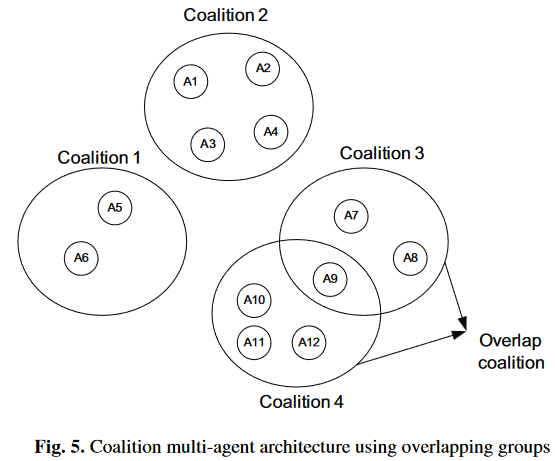 Coalition 2
A1
A2
A3
A4
Coalition 1
A5
A6
Coalition 3
A7
A8
A9
A10
A11
A12
Overlap
coalition
Coalition 4
Fig. 5. Coalition multi-agent architecture using overlapping groups